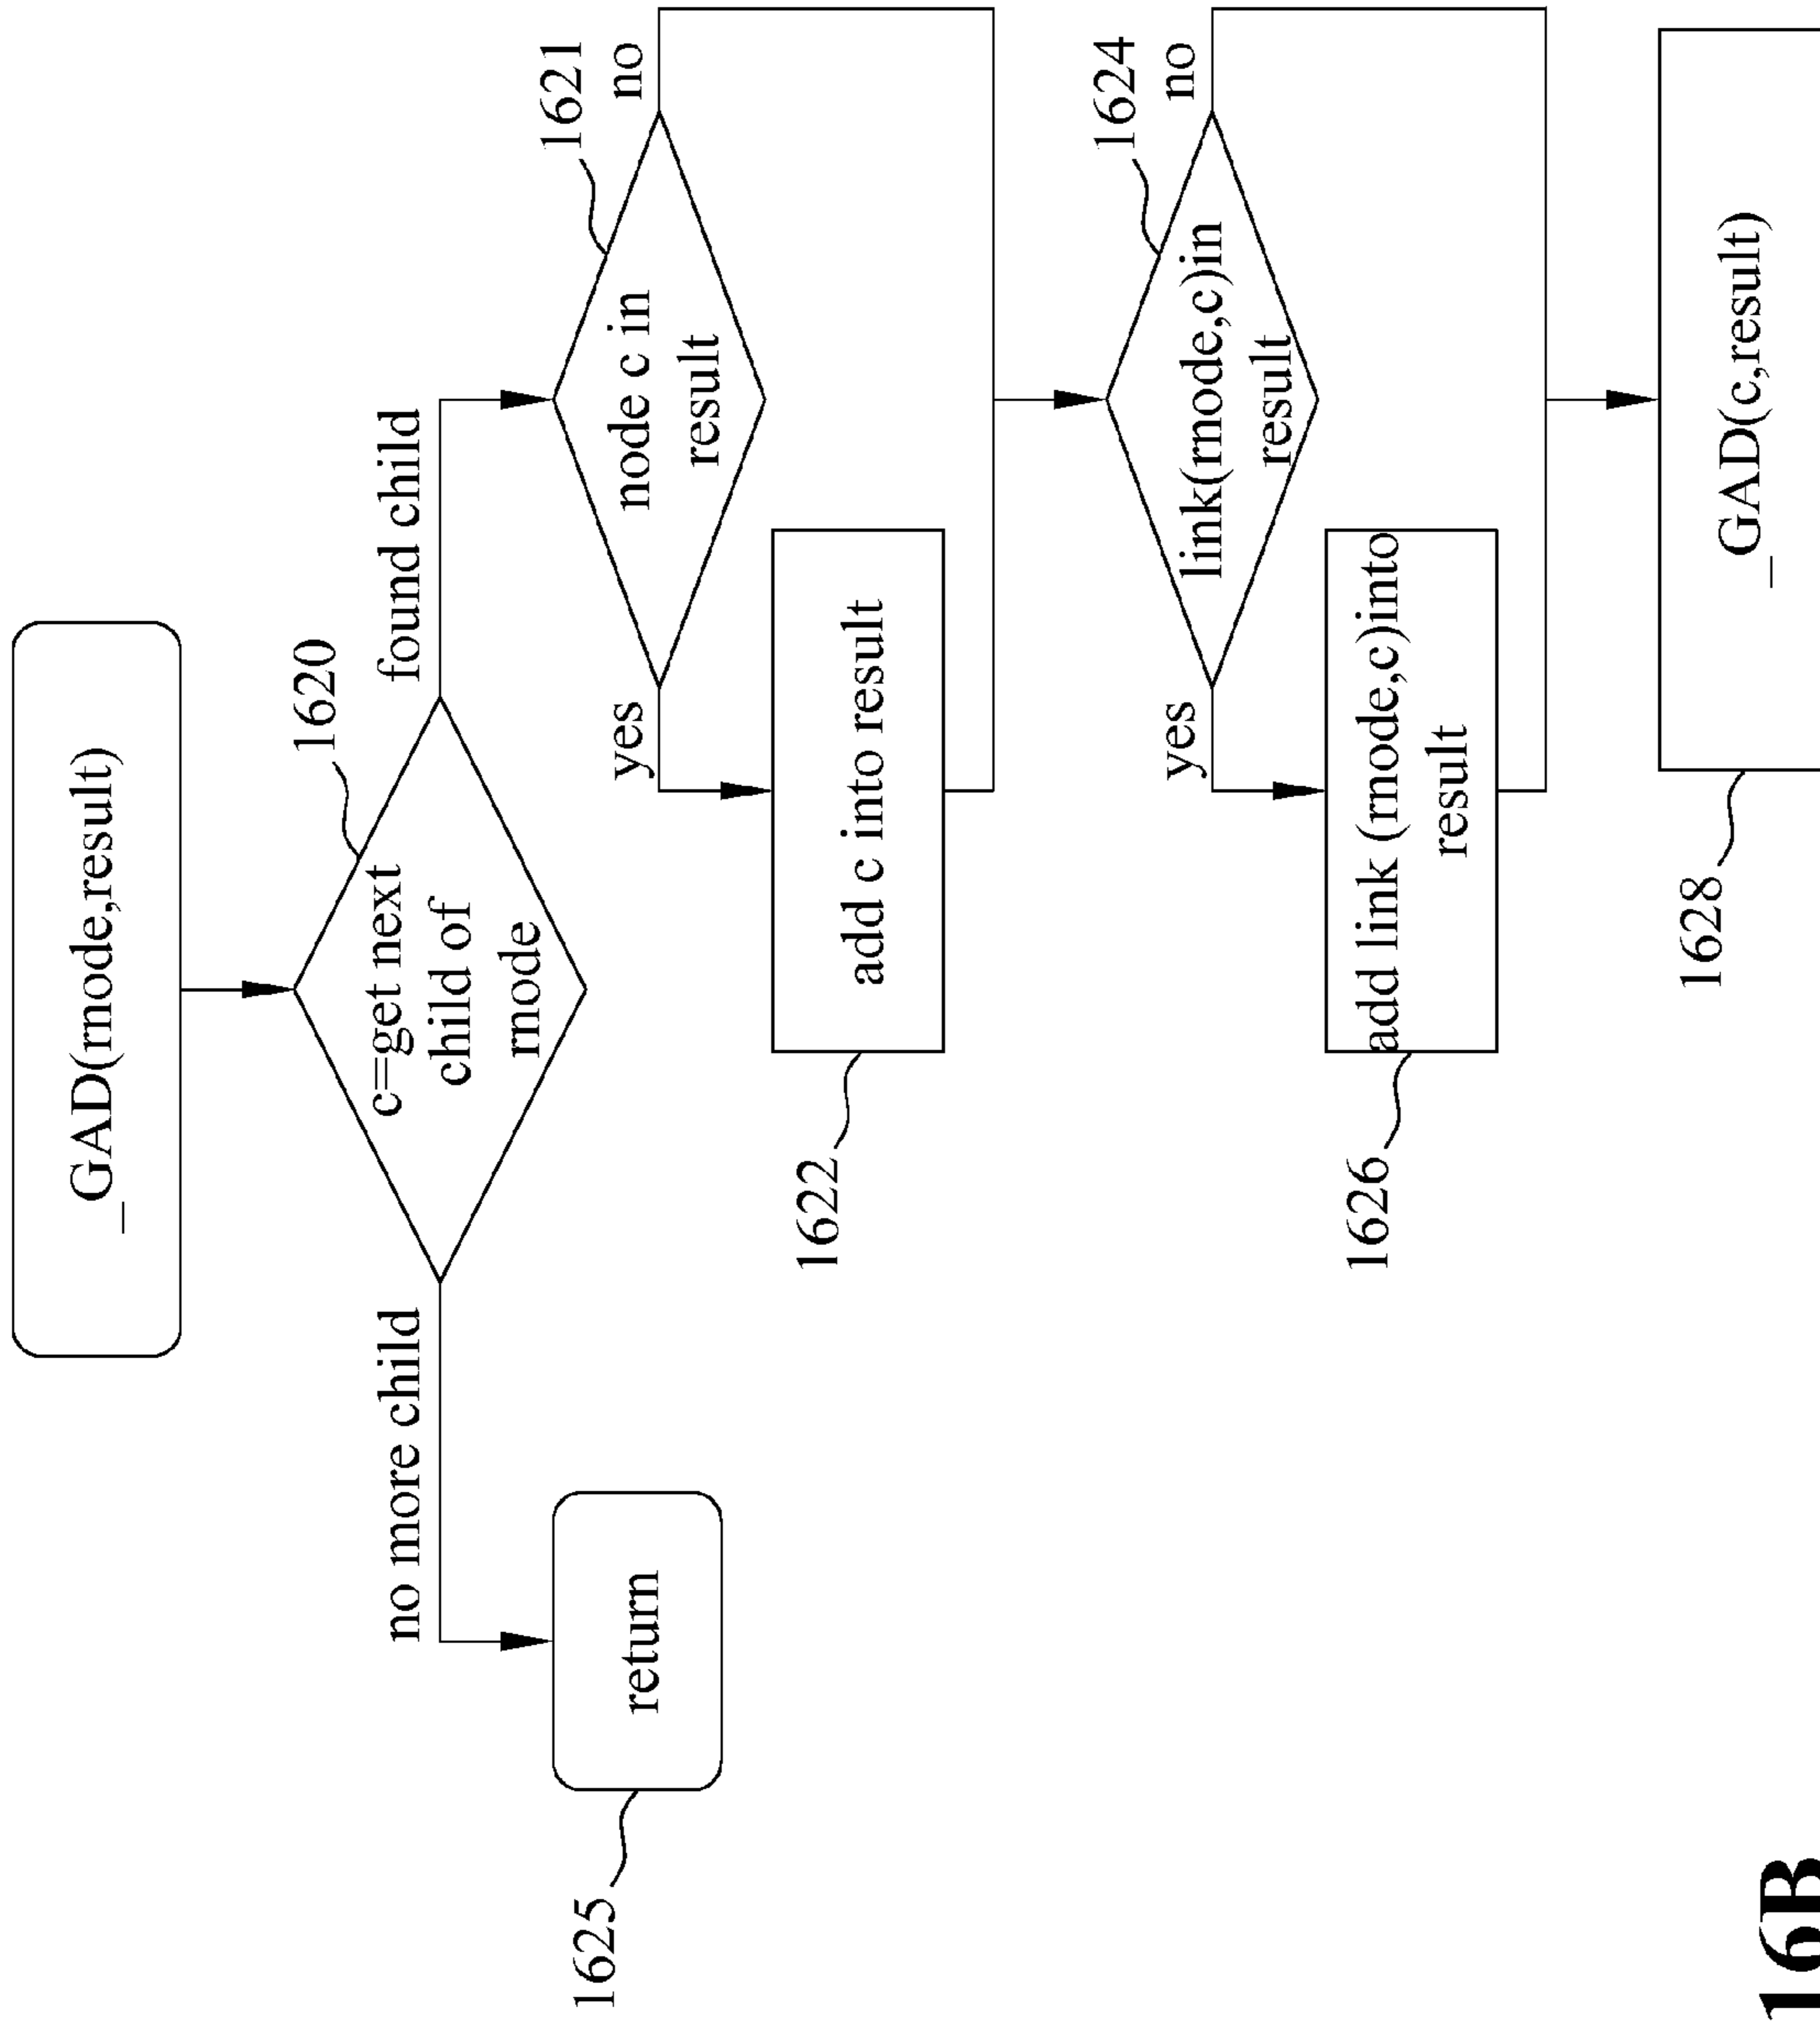 _GAD(rnode,result)
1620
c=get next
child of
rnode
no more child
found child
1625
return
1621
node c in
result
yes
no
1622
add c into result
1624
link(rnode,c)in
result
yes
no
1626
add link (rnode,c)into
result
1628
_GAD(c,result)
16B